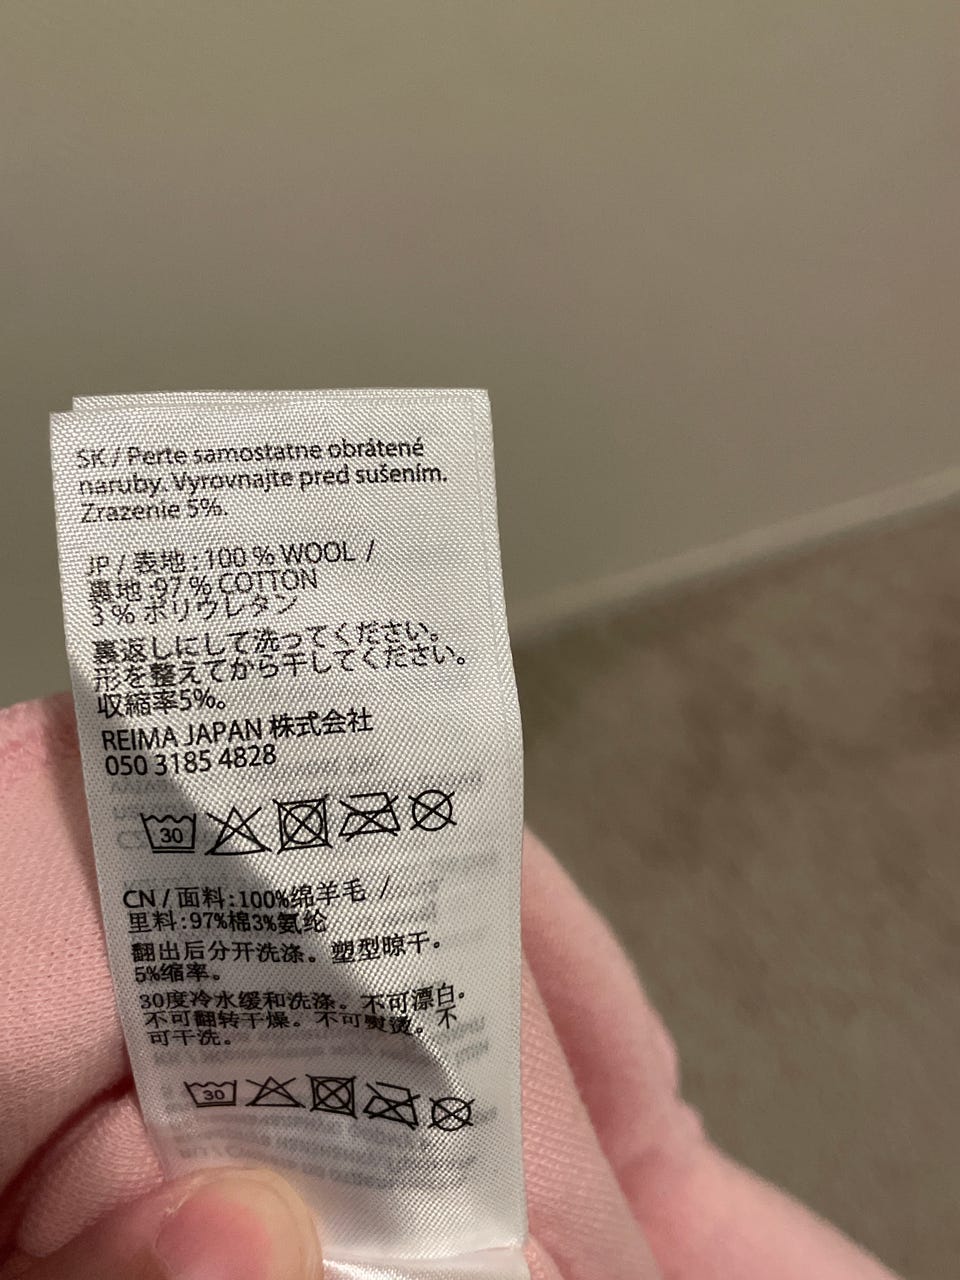 SK / Perte samostatne obrátené
naruby. Vyrovnajte pred sušením.
Zrazenie 5%.
JP / 表地 : 100 % WOOL /
裏地 : 97 % COTTON
3 % ポリウレタン
裏返しにして洗ってください。
形を整えてから干してください。
収縮率5%。
REIMA JAPAN 株式会社
050 3185 4828
30
CN / 面料 : 100%绵羊毛 /
里料 : 97%棉3%氨纶
翻出后分开洗涤。塑型晾干。
5%缩率。
30度冷水缓和洗涤。不可漂白。
不可翻转干燥。不可熨烫。不
可干洗。
30